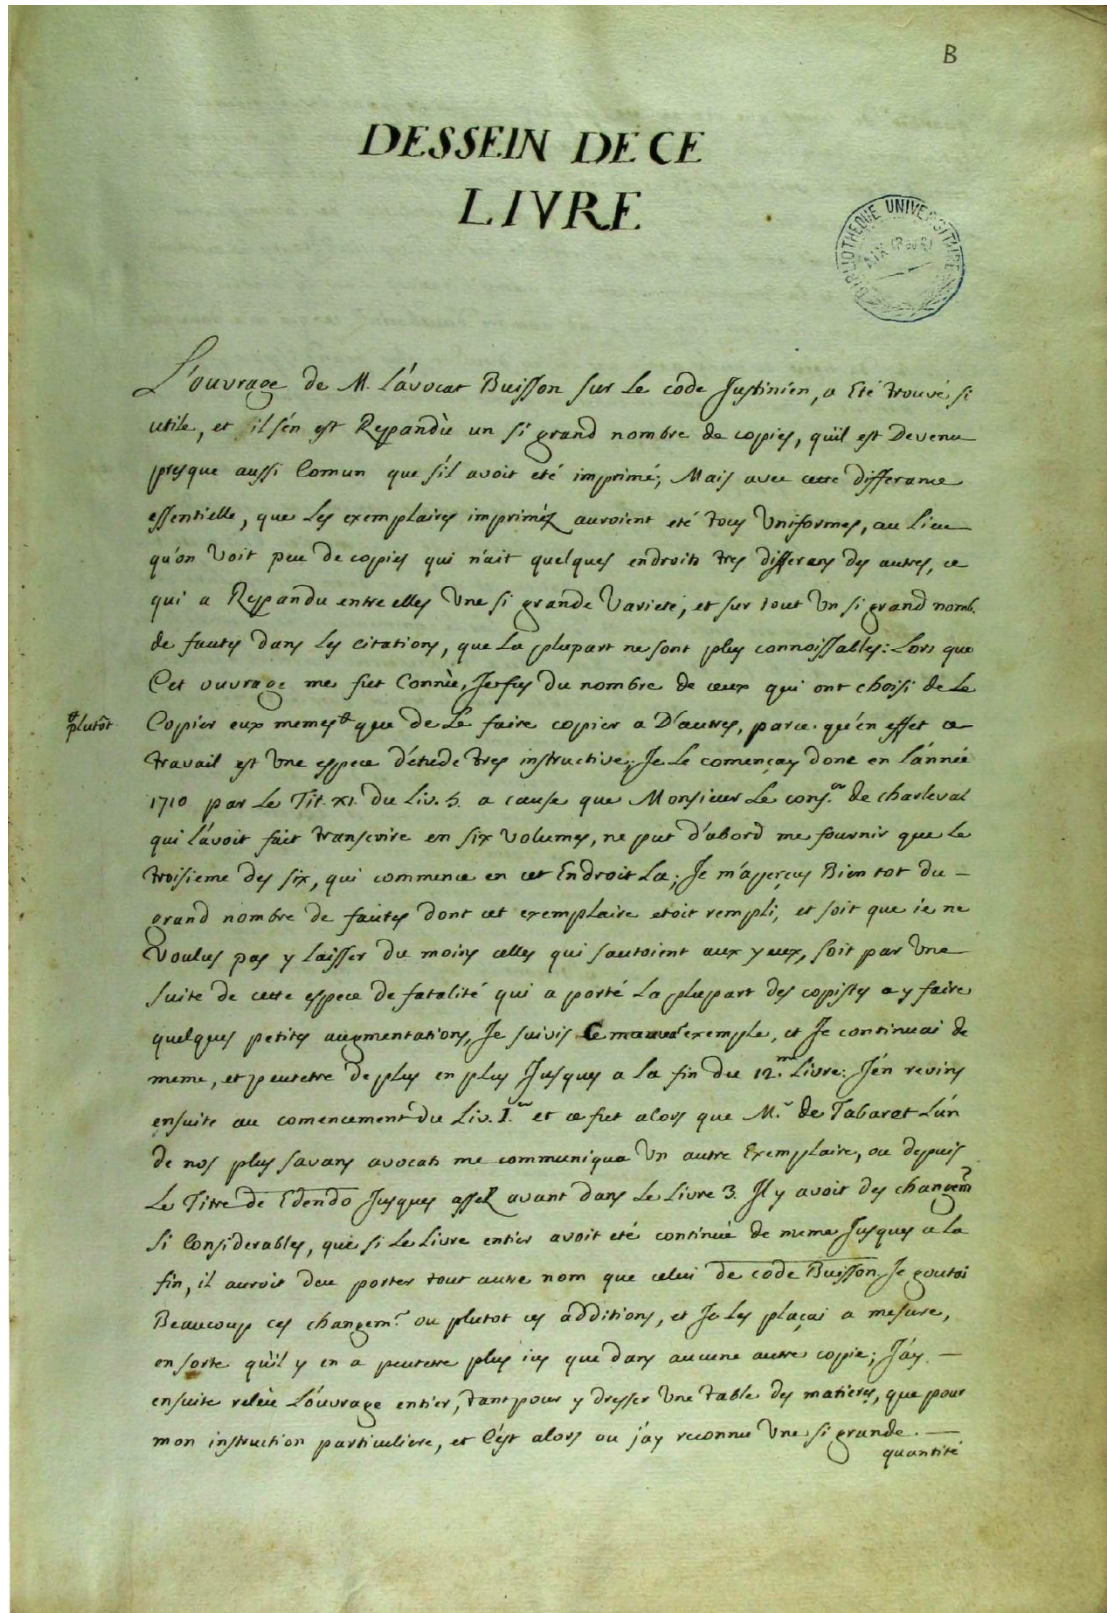 B
DESSEIN DE CE
LIVRE
BIBLIOTHEQUE UNIVERSITAIRE
L'ouvrage de M. l'avocat Buisson sur le code Justinien, a Eté trouvé si
utile, et il s'en est Repandù un si grand nombre de copies, qu'il est Devenu
presque aussi Comun que s'il avoit eté imprimé; Mais avec cette differance
essentielle, que les exemplaires imprimez auroient eté tous Uniformes, au lieu
qu'on Voit peu de copies qui n'ait quelques endroits tres differens des autres, ce
qui a Repandu entre elles Une si grande Varieté, et sur tout Un si grand nomb.
de fautes dans les citations, que la plupart ne sont plus connoissables: Lors que
Cet ouvrage me fut Connù, Je fus du nombre de ceux qui ont choisi de le
plutôt
Copier eux memes que de le faire copier a D'autres, parce qu'en effet ce
travail est Une espece d'étude tres instructive; Je le començay donc en l'année
1710 par le Tit. XI. du Liv. 5. a cause que Monsieur le cons.er de charleval
qui l'avoit fait transcrire en six Volumes, ne put d'abord me fournir que le
troisieme des six, qui commence en cet Endroit la; Je m'aperçus Bien tot du -
grand nombre de fautes dont cet exemplaire etoit rempli, et soit que ie ne
Voulus pas y laisser du moins celles qui sautoient aux yeux, soit par Une
suite de cette espece de fatalité qui a porté la plupart des copistes a y faire
quelques petites augmentations, Je suivis Ce mauvs exemple, et Je continuai de
meme, et peutetre de plus en plus Jusques a la fin du 12.me Livre: J'en revins
ensuite au comencement du Liv. I.er et ce fut alors que M.r de Tabaret L'un
de nos plus savans avocats me communiqua Un autre Exemplaire, ou depuis
Le Titre de Edendo Jusques assez avant dans le Livre 3. Il y avoit des changemt
si Considerables, que si le Livre entier avoit eté continué de meme Jusques a la
fin, il auroit deu porter tout autre nom que celui de code Buisson, Je goutai
Beaucoup ces changem.t ou plutot ces additions, et Je les plaçai a mesure,
en sorte qu'il y en a peutetre plus icy que dans aucune autre copie; J'ay -
ensuite releu l'ouvrage entier, tant pour y dresser Une table des matieres, que pour
mon instruction particuliere, et C'est alors ou j'ay reconnu Une si grande -
quantité